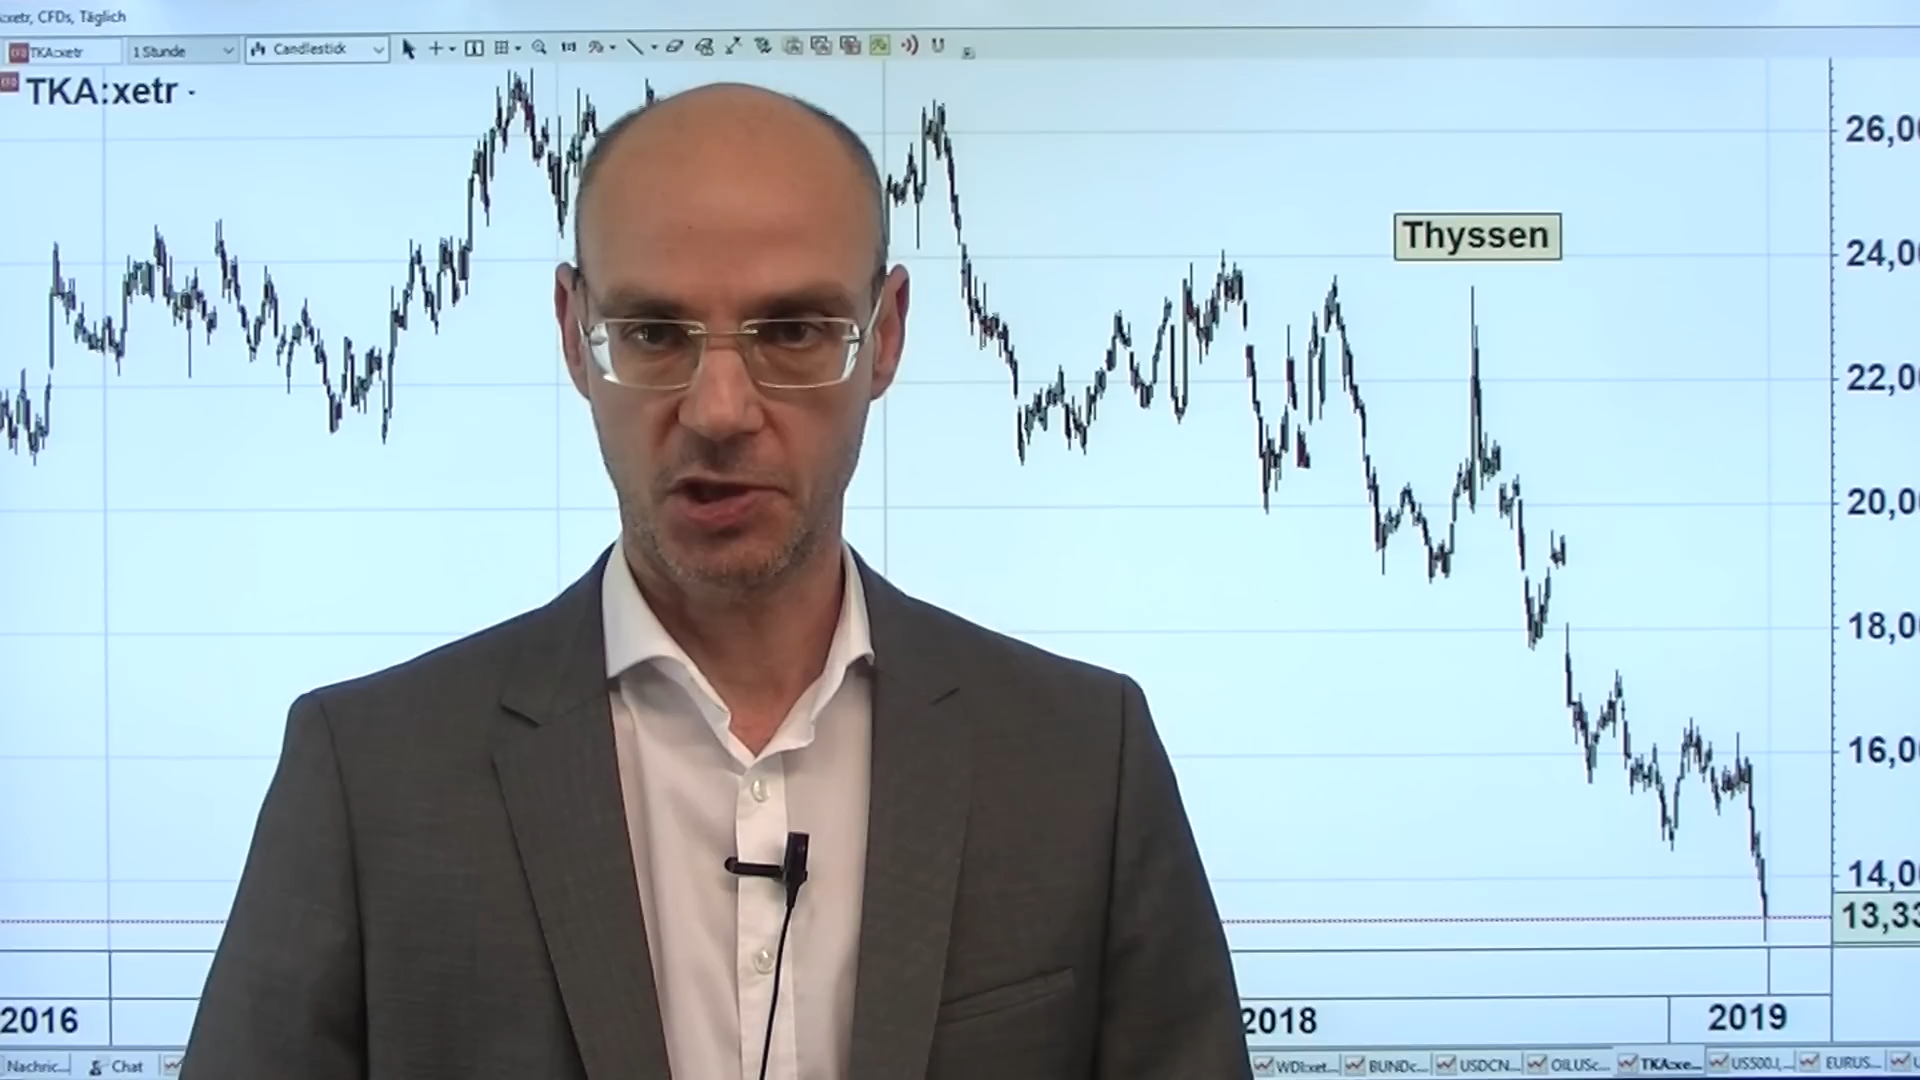 :xetr, CFDs, Täglich
TKA:xetr
1 Stunde
Candlestick
TKA:xetr
Thyssen
26,0
24,0
22,0
20,0
18,0
16,0
14,0
13,33
2016
2018
2019
Nachric...
Chat
WDI:xet...
BUNDc...
USDCN...
OILUSc...
TKA:xe...
US500.I,...
EURUS...